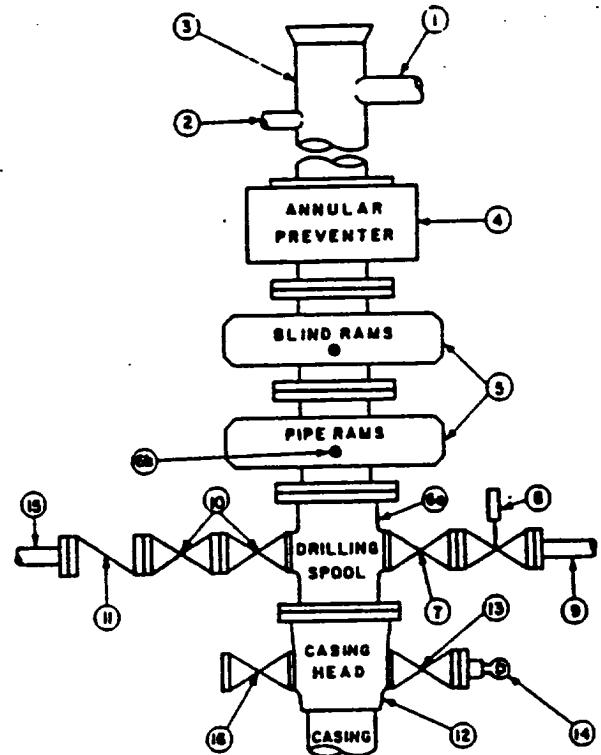 1
3
2
ANNULAR
PREVENTER
4
BLIND RAMS
5
PIPE RAMS
6b
6a
8
15
10
DRILLING
SPOOL
11
7
9
13
CASING
HEAD
16
12
14
CASING